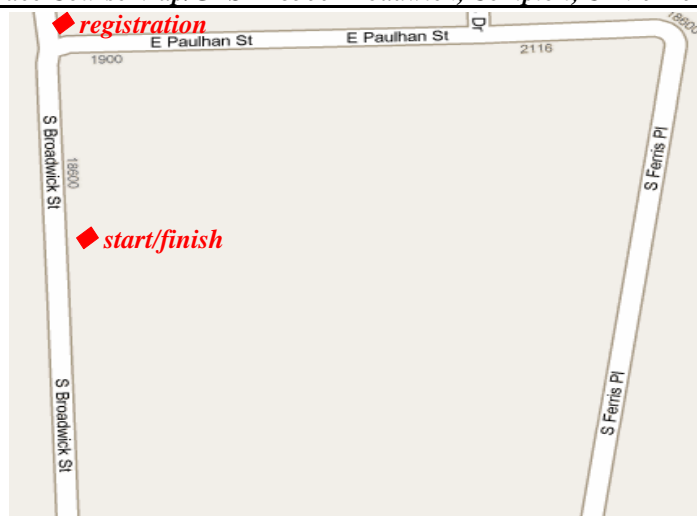 registration
E Paulhan St
E Paulhan St
Dr
1900
2116
18600
S Broadwick St
18600
S Ferris Pl
start/finish
S Broadwick St
S Ferris Pl